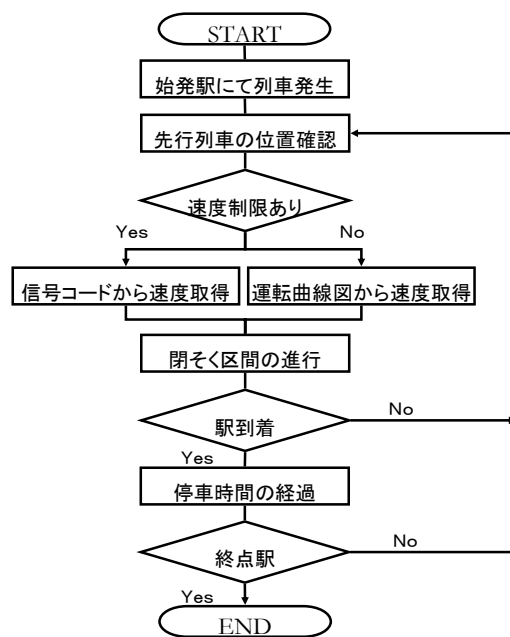 START
始発駅にて列車発生
先行列車の位置確認
速度制限あり
Yes
No
信号コードから速度取得
運転曲線図から速度取得
閉そく区間の進行
駅到着
No
Yes
停車時間の経過
終点駅
No
Yes
END